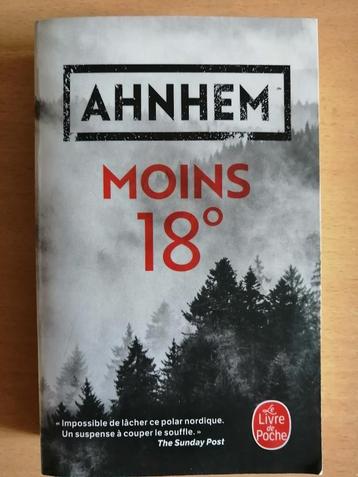 AHNHEM
MOINS
18°
« Impossible de lâcher ce polar nordique.
Un suspense à couper le souffle. »
The Sunday Post
Le
Livre
de
Poche